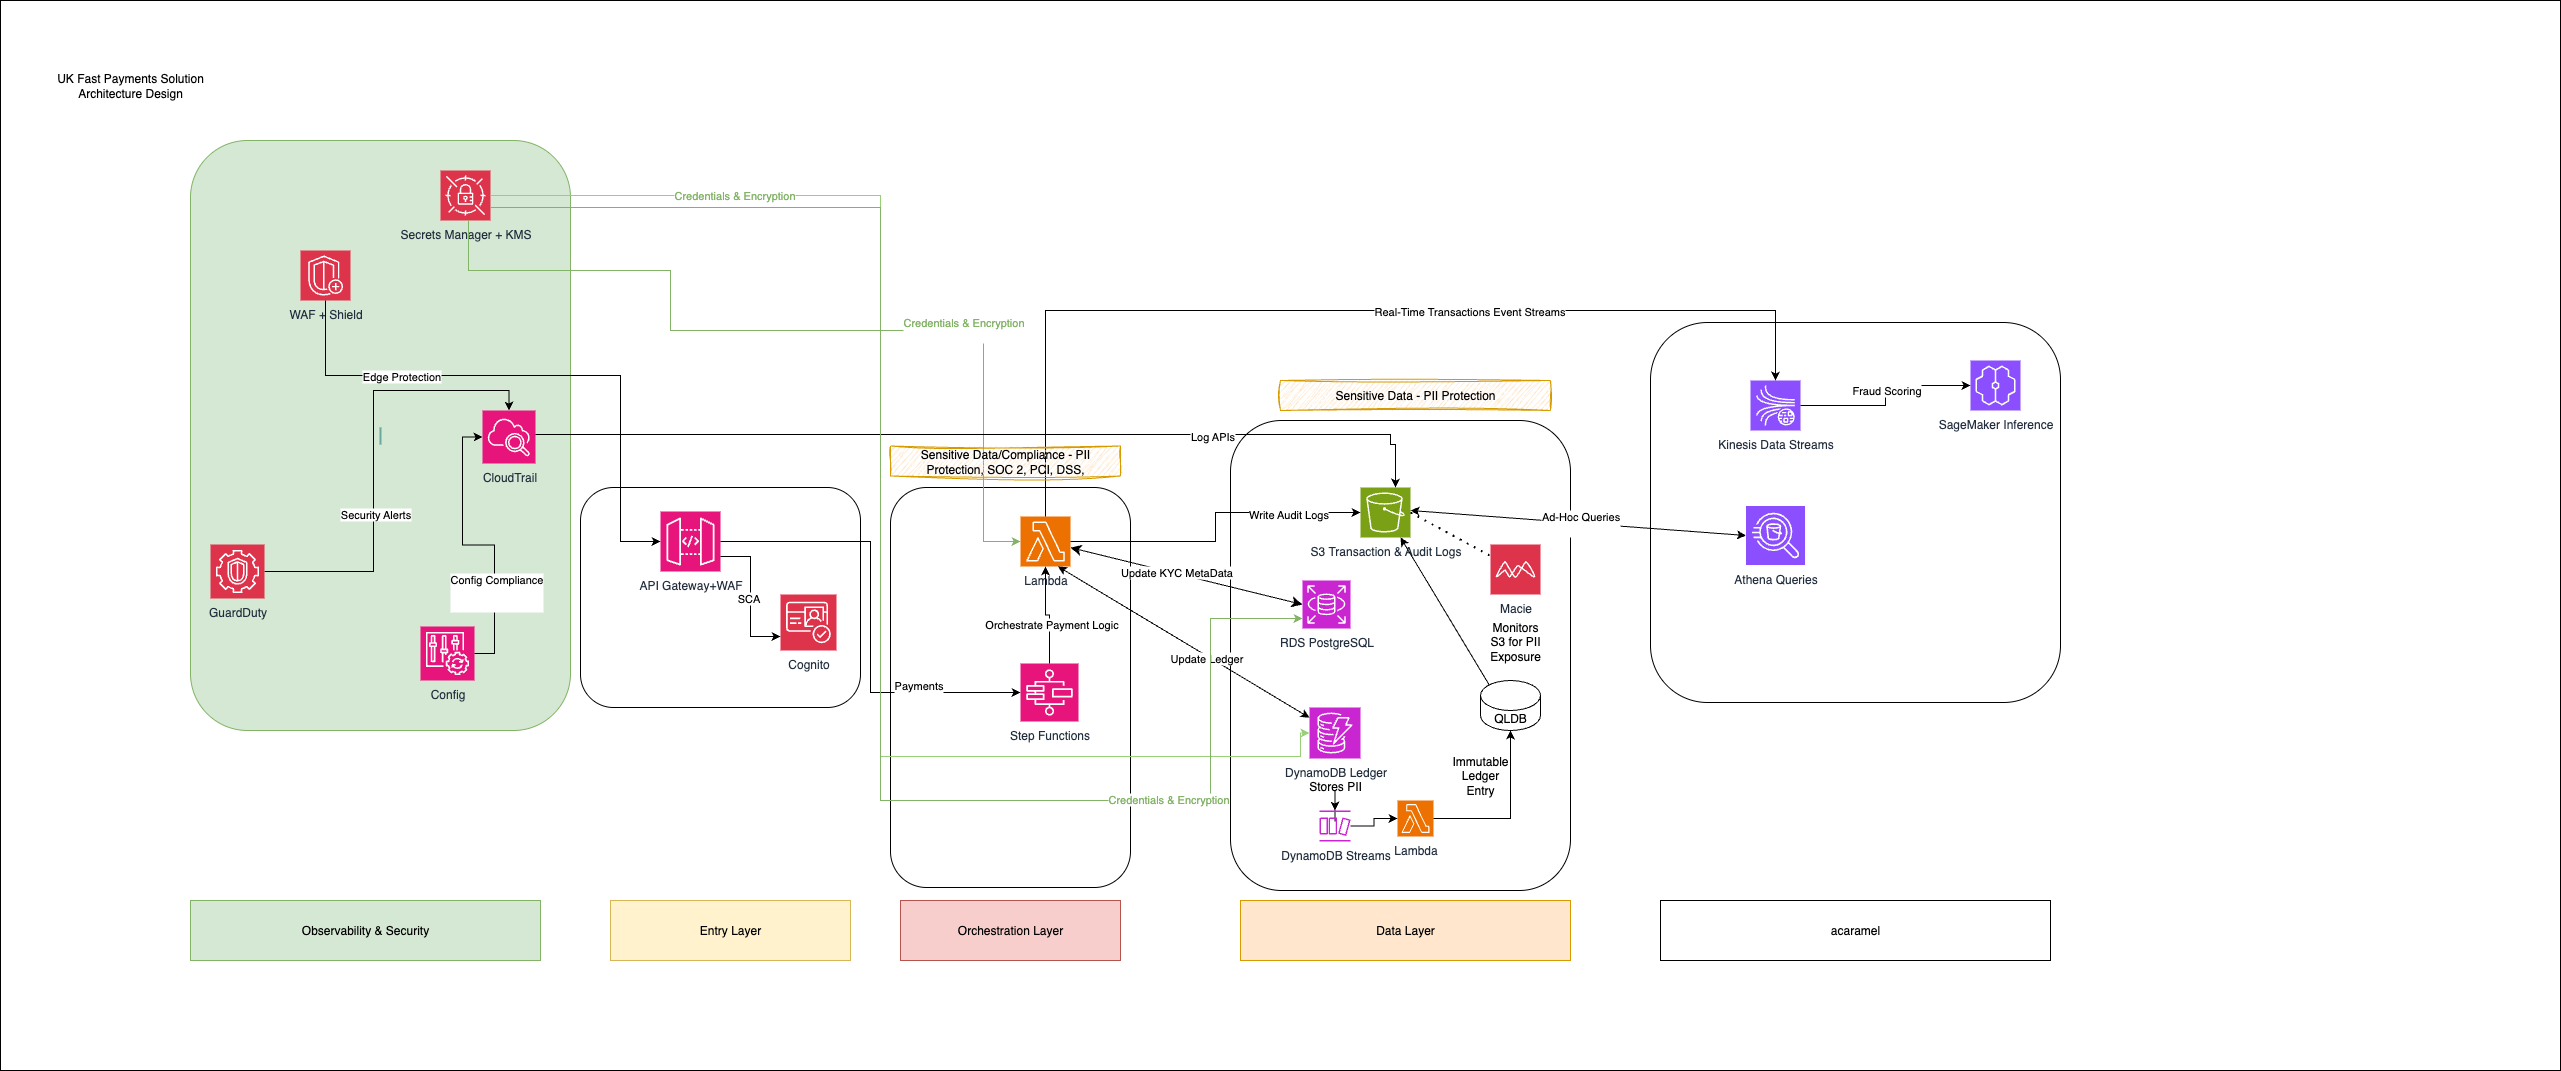 UK Fast Payments Solution
Architecture Design
Secrets Manager + KMS
Credentials & Encryption
WAF + Shield
Credentials & Encryption
Real-Time Transactions Event Streams
Edge Protection
Sensitive Data - PII Protection
Fraud Scoring
SageMaker Inference
Kinesis Data Streams
Log APIs
Sensitive Data/Compliance - PII
Protection, SOC 2, PCI, DSS,
CloudTrail
Security Alerts
Write Audit Logs
Ad-Hoc Queries
S3 Transaction & Audit Logs
Update KYC MetaData
Config Compliance
Lambda
API Gateway+WAF
SCA
Athena Queries
GuardDuty
Macie
Monitors
S3 for PII
Exposure
Orchestrate Payment Logic
RDS PostgreSQL
Update Ledger
Cognito
Config
Payments
QLDB
Step Functions
DynamoDB Ledger
Stores PII
Immutable
Ledger
Entry
Credentials & Encryption
DynamoDB Streams
Lambda
Observability & Security
Entry Layer
Orchestration Layer
Data Layer
acaramel